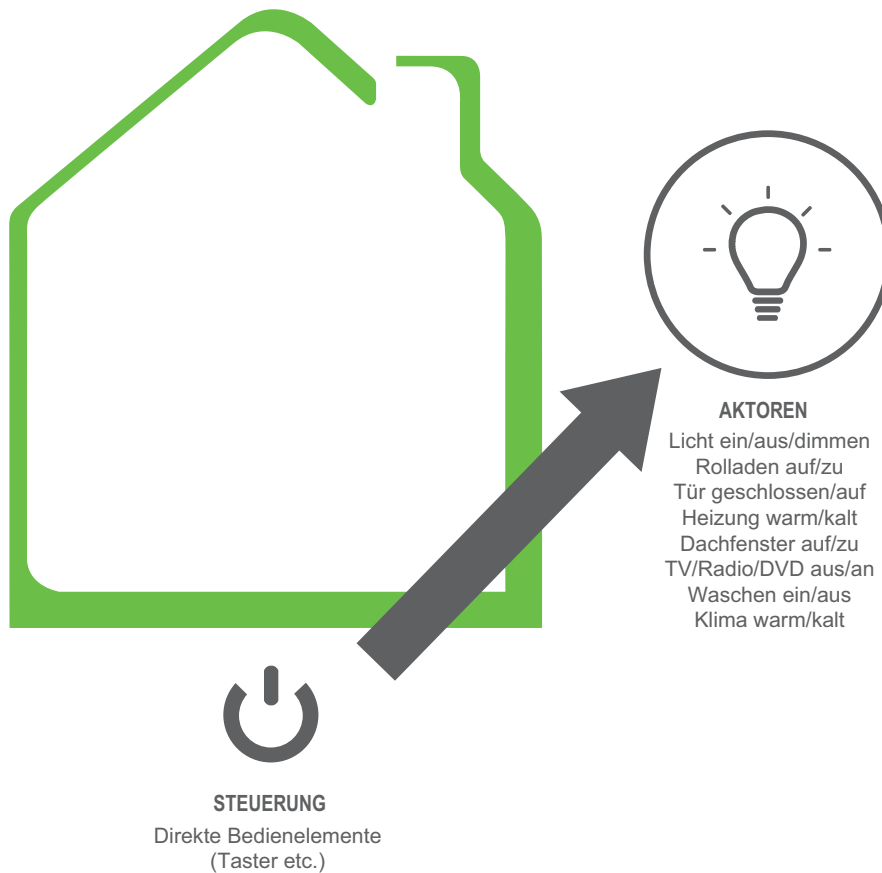 AKTOREN
Licht ein/aus/dimmen
Rolladen auf/zu
Tür geschlossen/auf
Heizung warm/kalt
Dachfenster auf/zu
TV/Radio/DVD aus/an
Waschen ein/aus
Klima warm/kalt
STEUERUNG
Direkte Bedienelemente
(Taster etc.)